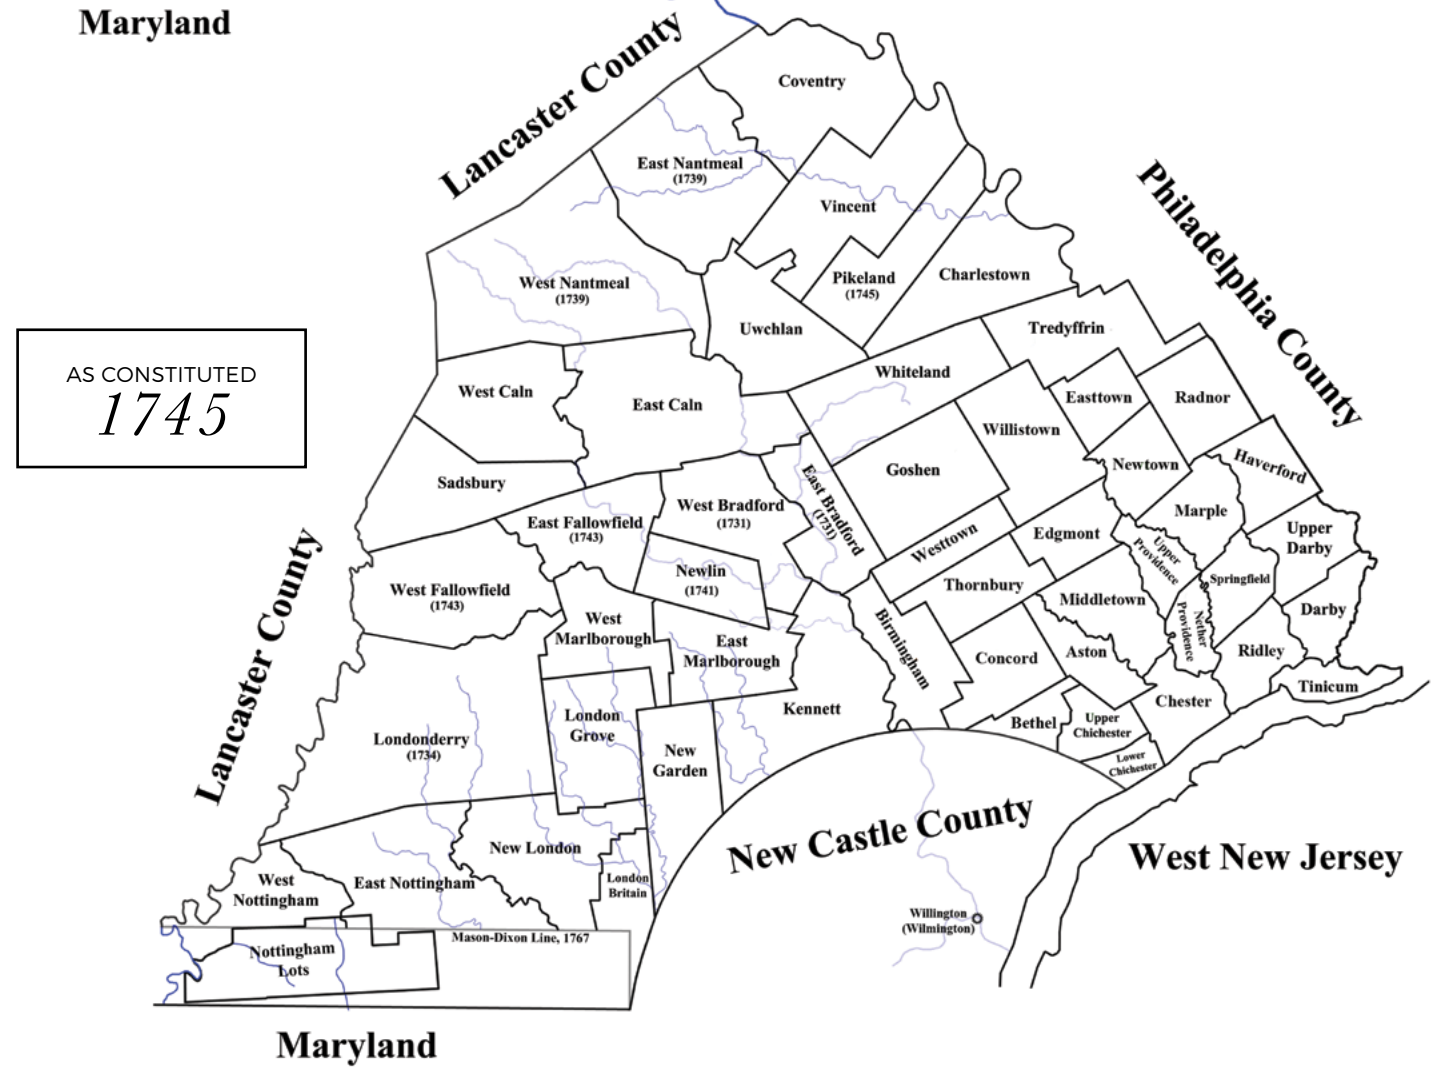 Maryland
Lancaster County
Coventry
East Nantmeal
(1739)
Philadelphia County
Vincent
West Nantmeal
(1739)
Pikeland
(1745)
Charlestown
Uwchlan
Tredyffrin
AS CONSTITUTED
1745
Whiteland
West Caln
East Caln
Easttown
Radnor
Willistown
Goshen
Newtown
Haverford
Sadsbury
West Bradford
(1731)
East Bradford
(1731)
Marple
East Fallowfield
(1743)
Westtown
Edgmont
Upper
Darby
Upper
Providence
Newlin
(1741)
Thornbury
Springfield
West Fallowfield
(1743)
Middletown
Darby
Lancaster County
West
Marlborough
East
Marlborough
Birmingham
Nether
Providence
Concord
Aston
Ridley
Tinicum
Kennett
Chester
London
Grove
Bethel
Upper
Chichester
Londonderry
(1734)
New
Garden
Lower
Chichester
New Castle County
West New Jersey
New London
West
Nottingham
East Nottingham
London
Britain
Willington
(Wilmington)
Mason-Dixon Line, 1767
Nottingham
Lots
Maryland